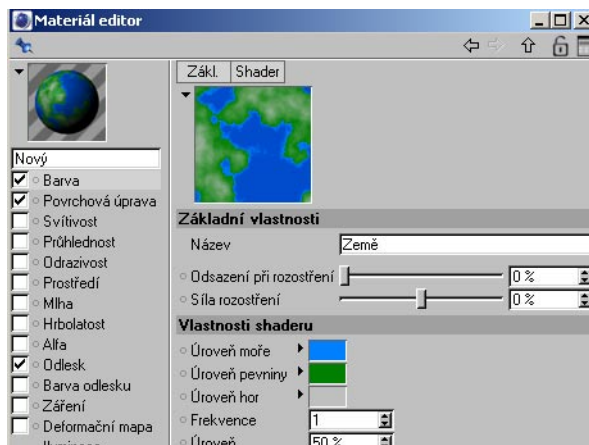 Materiál editor
Zákl. Shader
Nový
Barva
Povrchová úprava
Svítivost
Průhlednost
Odrazivost
Prostředí
Mlha
Hrbolatost
Alfa
Odlesk
Barva odlesku
Záření
Deformační mapa
Základní vlastnosti
Název Země
Odsazení při rozostření 0 %
Síla rozostření 0 %
Vlastnosti shaderu
Úroveň moře
Úroveň pevniny
Úroveň hor
Frekvence 1
Úroveň 50 %